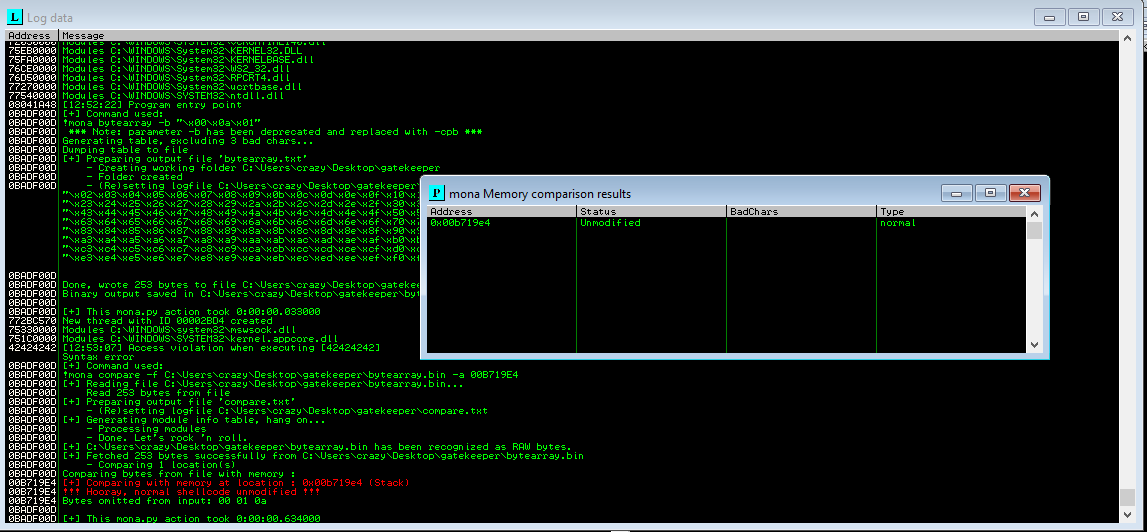 L Log data
Address Message
75EB0000 Modules C:\WINDOWS\System32\KERNEL32.DLL
75FA0000 Modules C:\WINDOWS\System32\KERNELBASE.dll
76CE0000 Modules C:\WINDOWS\System32\WS2_32.dll
76D50000 Modules C:\WINDOWS\System32\RPCRT4.dll
77270000 Modules C:\WINDOWS\System32\ucrtbase.dll
77540000 Modules C:\WINDOWS\SYSTEM32\ntdll.dll
08041A48 [12:52:22] Program entry point
0BADF00D [+] Command used:
0BADF00D !mona bytearray -b "\x00\x0a\x01"
0BADF00D *** Note: parameter -b has been deprecated and replaced with -cpb ***
0BADF00D Generating table, excluding 3 bad chars...
0BADF00D Dumping table to file
0BADF00D [+] Preparing output file 'bytearray.txt'
0BADF00D - Creating working folder C:\Users\crazy\Desktop\gatekeeper
0BADF00D - Folder created
0BADF00D - (Re)setting logfile C:\Users\crazy\Desktop\gatekeeper\
"\x02\x03\x04\x05\x06\x07\x08\x09\x0b\x0c\x0d\x0e\x0f\x10\
"\x23\x24\x25\x26\x27\x28\x29\x2a\x2b\x2c\x2d\x2e\x2f\x30\
"\x43\x44\x45\x46\x47\x48\x49\x4a\x4b\x4c\x4d\x4e\x4f\x50\
"\x63\x64\x65\x66\x67\x68\x69\x6a\x6b\x6c\x6d\x6e\x6f\x70\
"\x83\x84\x85\x86\x87\x88\x89\x8a\x8b\x8c\x8d\x8e\x8f\x90\
"\xa3\xa4\xa5\xa6\xa7\xa8\xa9\xaa\xab\xac\xad\xae\xaf\xb0\
"\xc3\xc4\xc5\xc6\xc7\xc8\xc9\xca\xcb\xcc\xcd\xce\xcf\xd0\
"\xe3\xe4\xe5\xe6\xe7\xe8\xe9\xea\xeb\xec\xed\xee\xef\xf0\
0BADF00D
0BADF00D Done, wrote 253 bytes to file C:\Users\crazy\Desktop\
0BADF00D Binary output saved in C:\Users\crazy\Desktop\gatekeeper\byt
0BADF00D
0BADF00D [+] This mona.py action took 0:00:00.033000
772BC570 New thread with ID 00002BD4 created
75330000 Modules C:\WINDOWS\system32\mswsock.dll
751C0000 Modules C:\WINDOWS\SYSTEM32\kernel.appcore.dll
42424242 [12:53:07] Access violation when executing [42424242]
Syntax error
0BADF00D [+] Command used:
0BADF00D !mona compare -f C:\Users\crazy\Desktop\gatekeeper\bytearray.bin -a 00B719E4
0BADF00D [+] Reading file C:\Users\crazy\Desktop\gatekeeper\bytearray.bin...
0BADF00D Read 253 bytes from file
0BADF00D [+] Preparing output file 'compare.txt'
0BADF00D - (Re)setting logfile C:\Users\crazy\Desktop\gatekeeper\compare.txt
0BADF00D [+] Generating module info table, hang on...
0BADF00D - Processing modules
0BADF00D - Done. Let's rock 'n roll.
0BADF00D [+] C:\Users\crazy\Desktop\gatekeeper\bytearray.bin has been recognized as RAW bytes.
0BADF00D [+] Fetched 253 bytes successfully from C:\Users\crazy\Desktop\gatekeeper\bytearray.bin
0BADF00D - Comparing 1 location(s)
0BADF00D Comparing bytes from file with memory :
00B719E4 [+] Comparing with memory at location : 0x00b719e4 (Stack)
00B719E4 !!! Hooray, normal shellcode unmodified !!!
00B719E4 Bytes omitted from input: 00 01 0a
0BADF00D
0BADF00D [+] This mona.py action took 0:00:00.634000
P mona Memory comparison results
Address Status BadChars Type
0x00b719e4 Unmodified normal